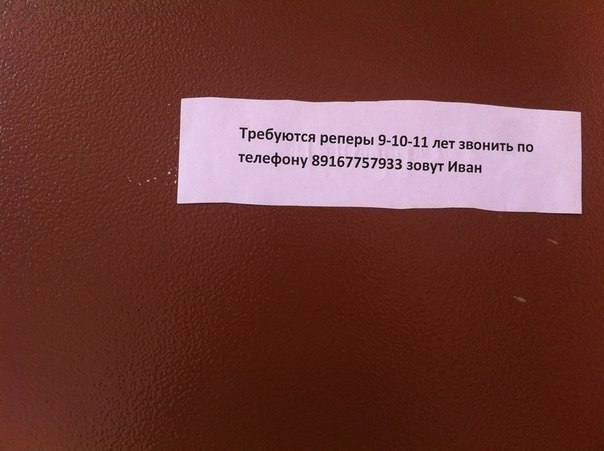 Требуются реперы 9-10-11 лет звонить по
телефону 89167757933 зовут Иван